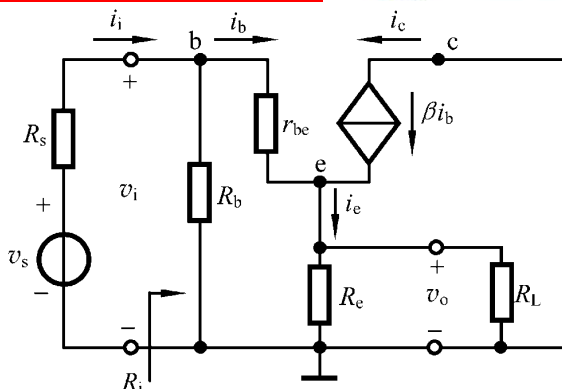 i_i
b
i_b
i_c
c
+
R_s
r_be
βi_b
v_i
R_b
e
i_e
+
v_s
−
+
R_e
v_o
R_L
−
−
R_i